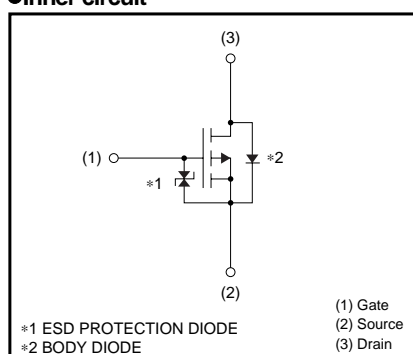 ●Inner circuit
(3)
(1)
∗2
∗1
(2)
∗1 ESD PROTECTION DIODE
∗2 BODY DIODE
(1) Gate
(2) Source
(3) Drain